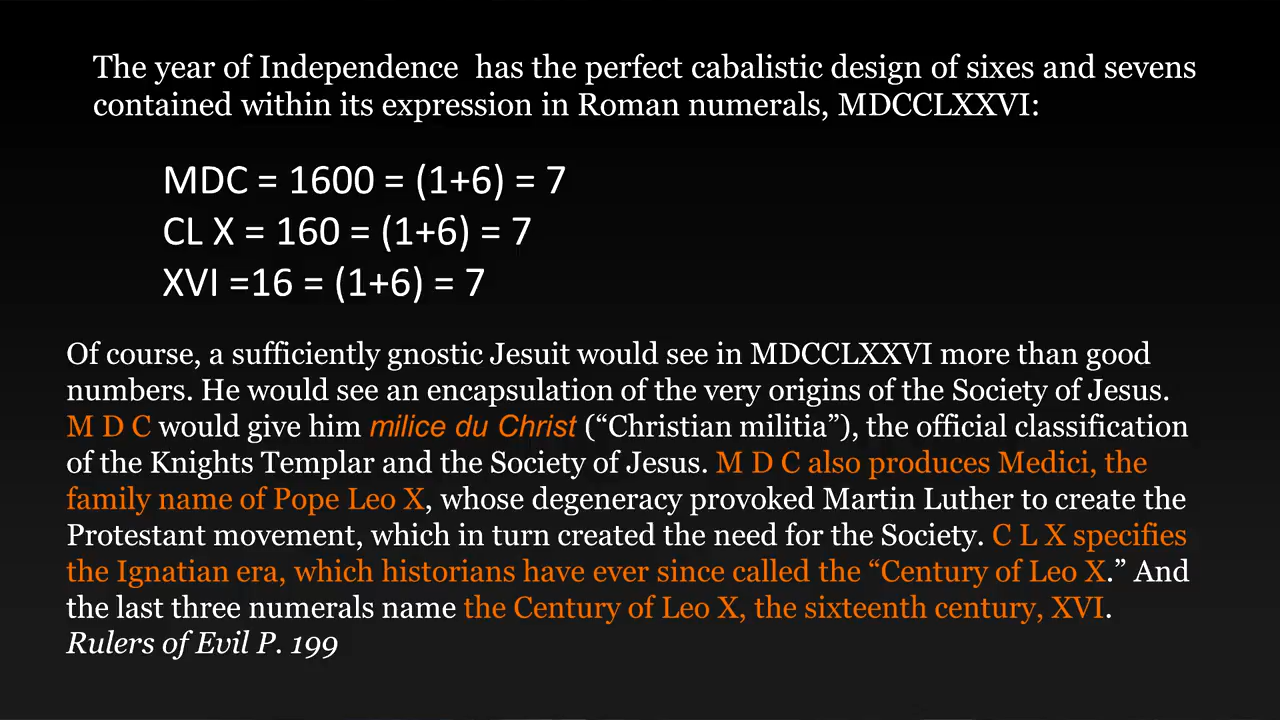 The year of Independence  has the perfect cabalistic design of sixes and sevens
contained within its expression in Roman numerals, MDCCLXXVI:
MDC = 1600 = (1+6) = 7
CL X = 160 = (1+6) = 7
XVI =16 = (1+6) = 7
Of course, a sufficiently gnostic Jesuit would see in MDCCLXXVI more than good
numbers. He would see an encapsulation of the very origins of the Society of Jesus.
M D C would give him milice du Christ (“Christian militia”), the official classification
of the Knights Templar and the Society of Jesus. M D C also produces Medici, the
family name of Pope Leo X, whose degeneracy provoked Martin Luther to create the
Protestant movement, which in turn created the need for the Society. C L X specifies
the Ignatian era, which historians have ever since called the “Century of Leo X.” And
the last three numerals name the Century of Leo X, the sixteenth century, XVI.
Rulers of Evil P. 199